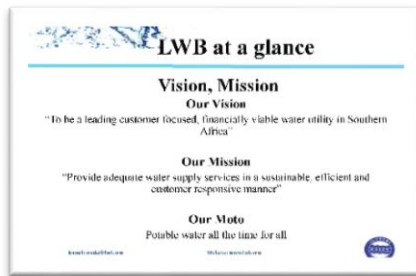 LWB at a glance
Vision, Mission
Our Vision
"To be a leading customer focused, financially viable water utility in Southern
Africa"
Our Mission
"Provide adequate water supply services in a sustainable, efficient and
customer responsive manner"
Our Moto
Potable water all the time for all